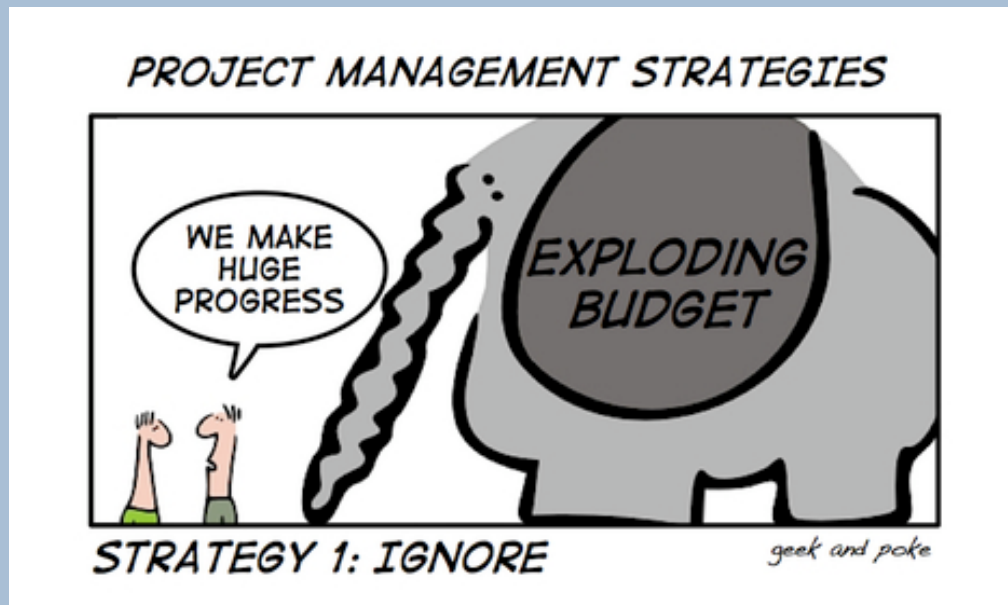 PROJECT MANAGEMENT STRATEGIES
WE MAKE
HUGE
PROGRESS
EXPLODING
BUDGET
STRATEGY 1: IGNORE
geek and poke